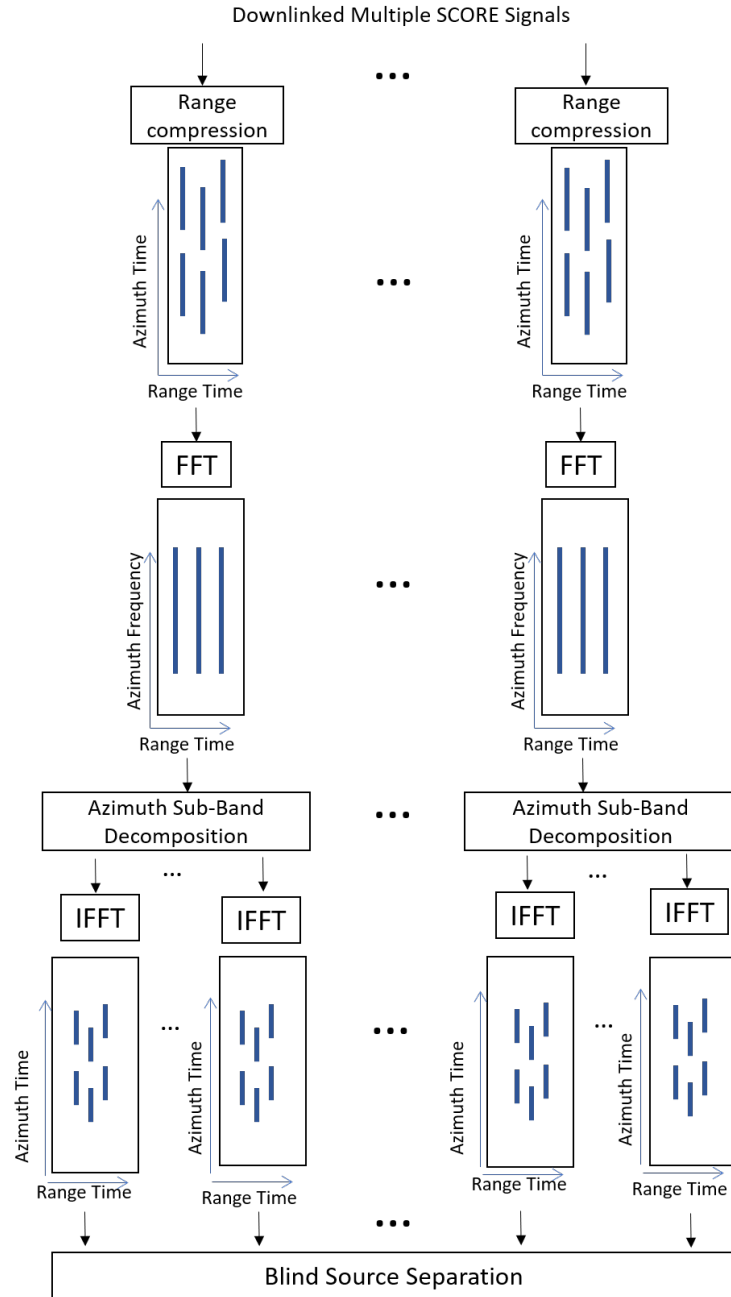 Downlinked Multiple SCORE Signals
Range
compression
...
Range
compression
Azimuth Time
Range Time
...
Azimuth Time
Range Time
FFT
FFT
Azimuth Frequency
Range Time
...
Azimuth Frequency
Range Time
Azimuth Sub-Band
Decomposition
...
Azimuth Sub-Band
Decomposition
...
...
IFFT
IFFT
IFFT
IFFT
Azimuth Time
Range Time
...
Azimuth Time
Range Time
...
Azimuth Time
Range Time
...
Azimuth Time
Range Time
...
Blind Source Separation